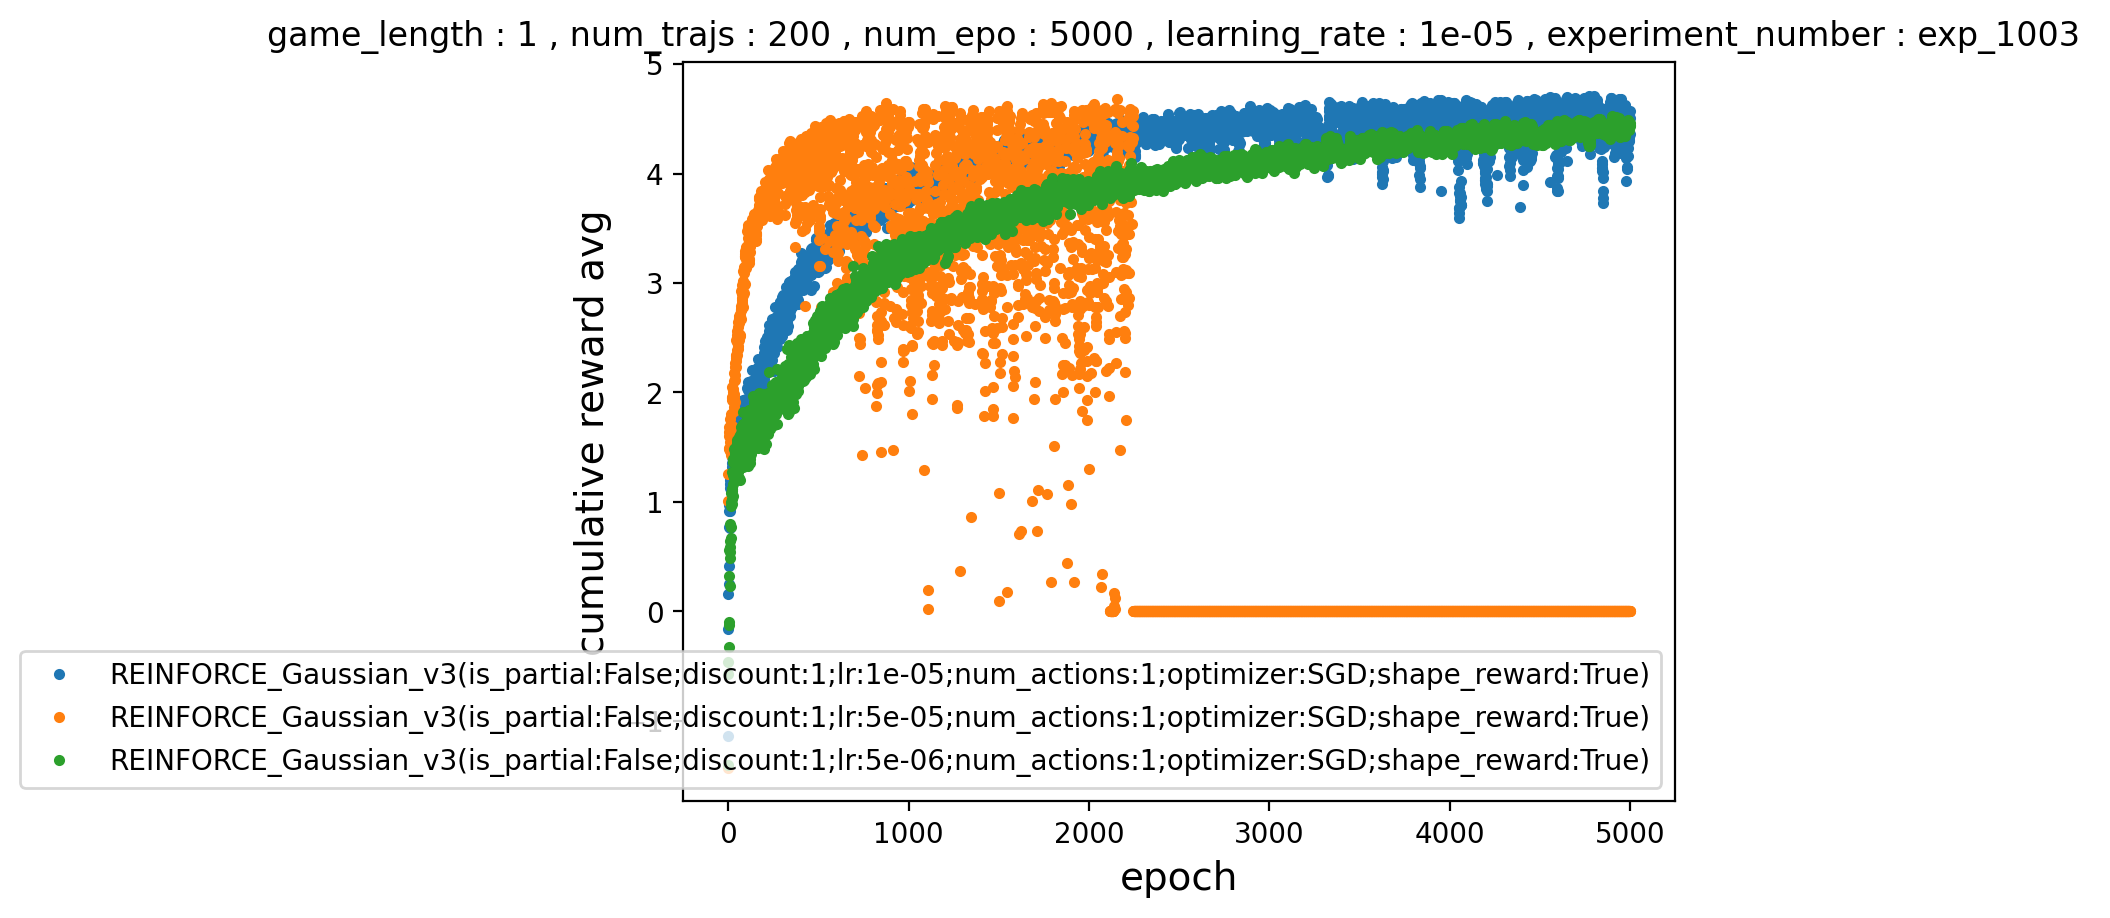 game_length : 1 , num_trajs : 200 , num_epo : 5000 , learning_rate : 1e-05 , experiment_number : exp_1003
cumulative reward avg
5
4
3
2
1
0
−1
REINFORCE_Gaussian_v3(is_partial:False;discount:1;lr:1e-05;num_actions:1;optimizer:SGD;shape_reward:True)
REINFORCE_Gaussian_v3(is_partial:False;discount:1;lr:5e-05;num_actions:1;optimizer:SGD;shape_reward:True)
REINFORCE_Gaussian_v3(is_partial:False;discount:1;lr:5e-06;num_actions:1;optimizer:SGD;shape_reward:True)
0 1000 2000 3000 4000 5000
epoch